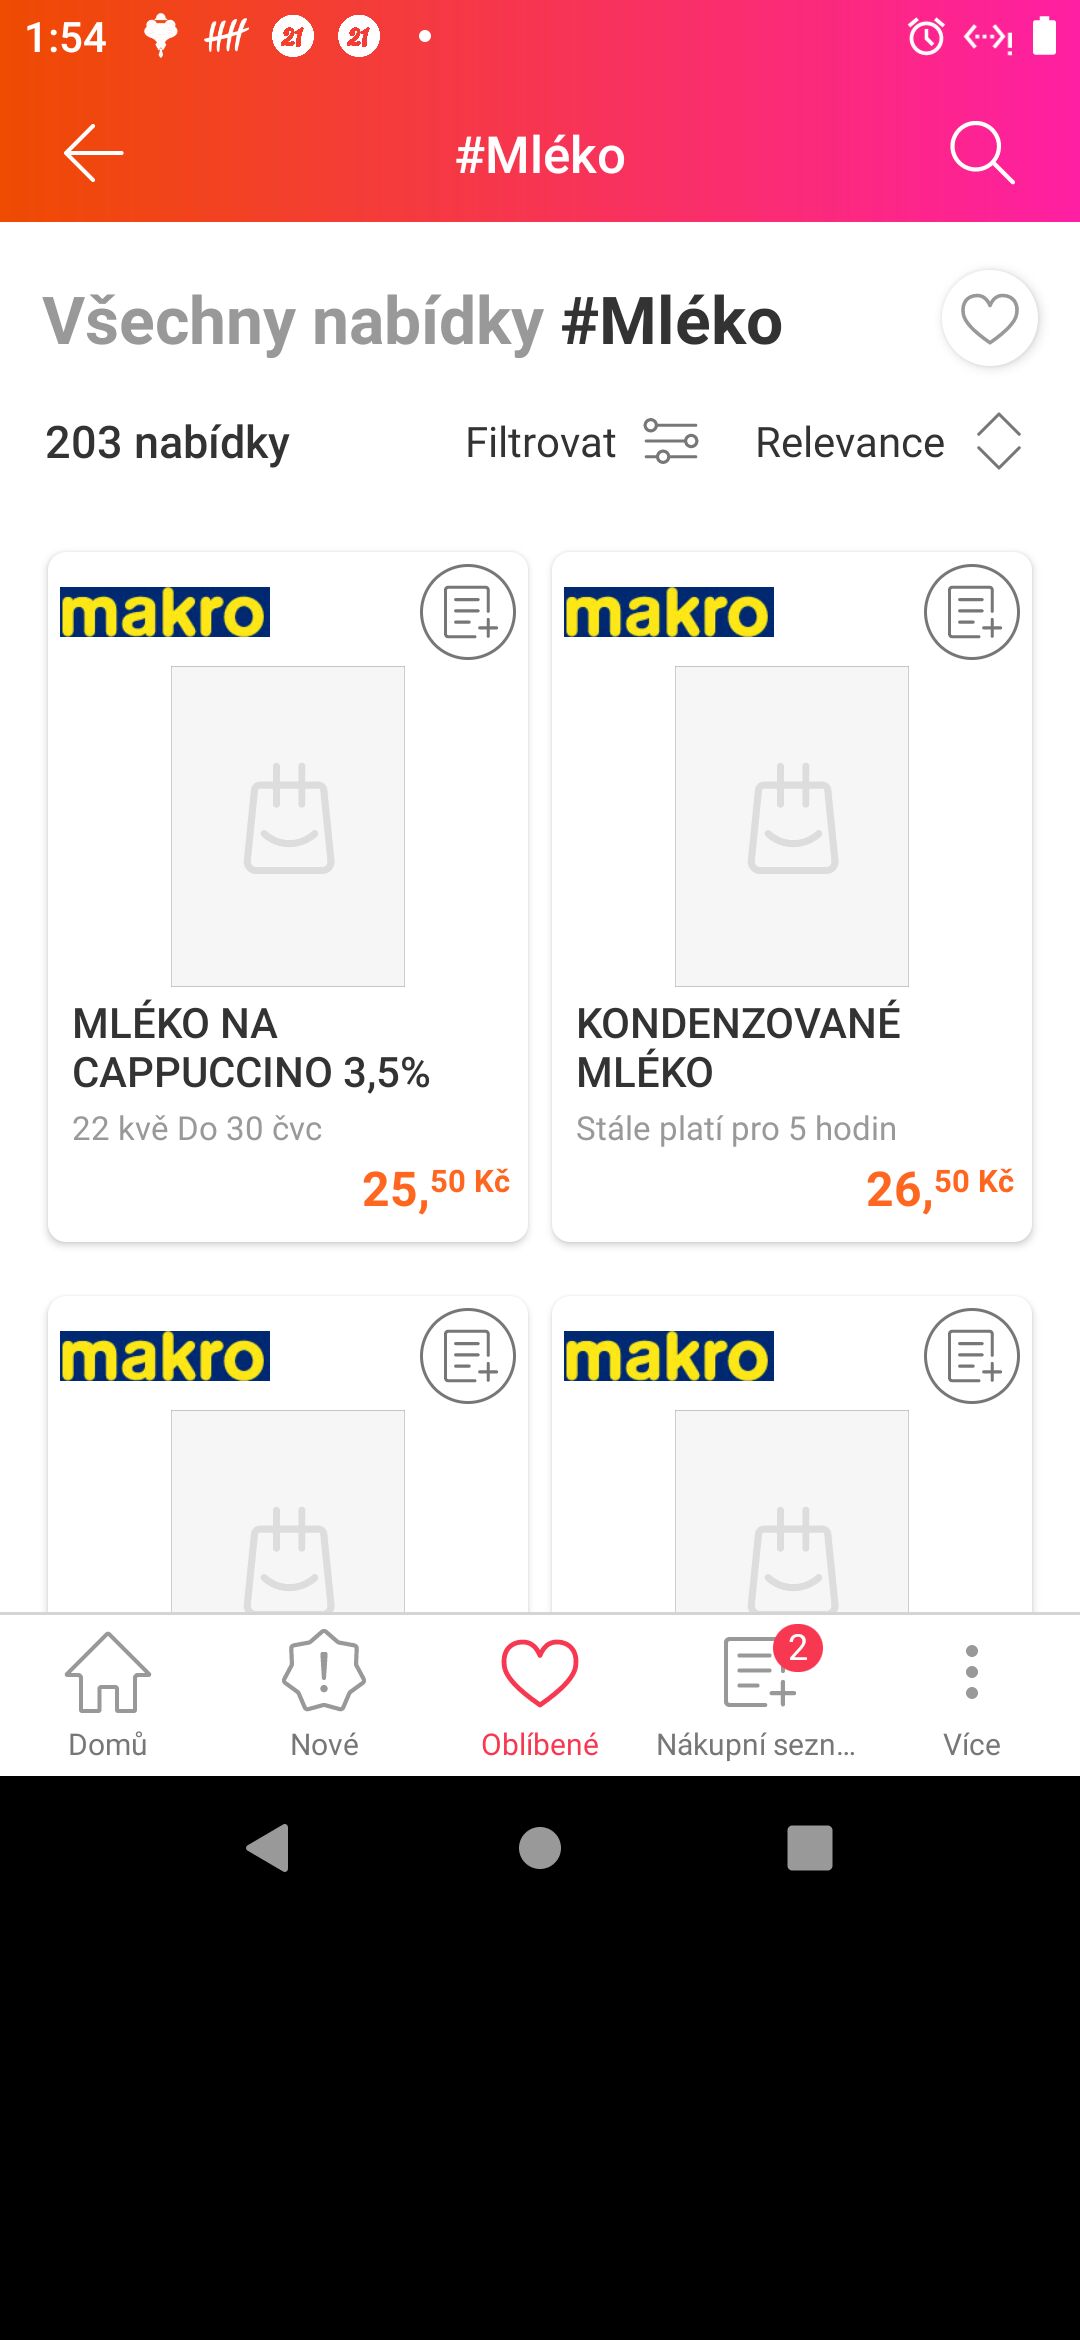 1:54
21
21
#Mléko
Všechny nabídky #Mléko
203 nabídky
Filtrovat
Relevance
makro
makro
MLÉKO NA
CAPPUCCINO 3,5%
22 kvě Do 30 čvc
25,50 Kč
KONDENZOVANÉ
MLÉKO
Stále platí pro 5 hodin
26,50 Kč
makro
makro
2
Domů
Nové
Oblíbené
Nákupní sezn...
Více